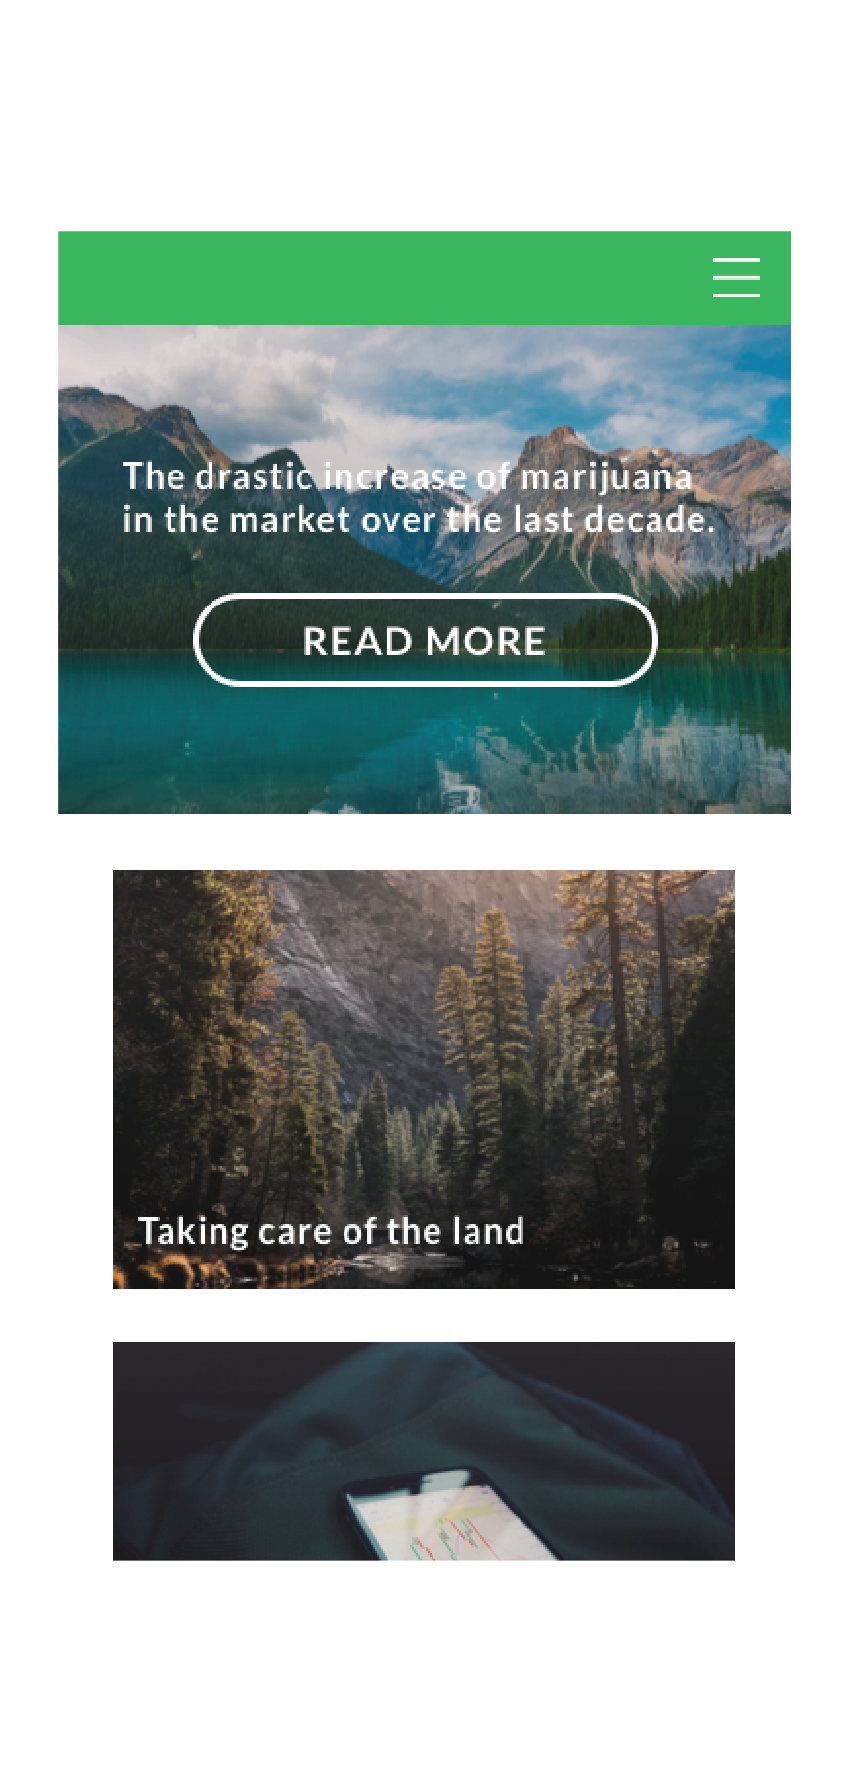 The drastic increase of marijuana
in the market over the last decade.
READ MORE
Taking care of the land